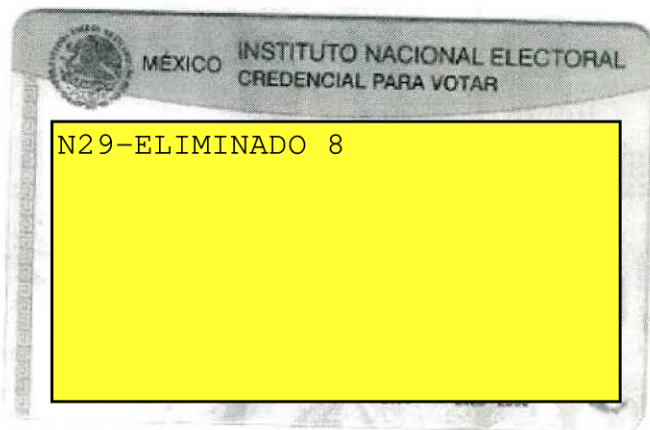 MÉXICO INSTITUTO NACIONAL ELECTORAL
CREDENCIAL PARA VOTAR
N29-ELIMINADO 8